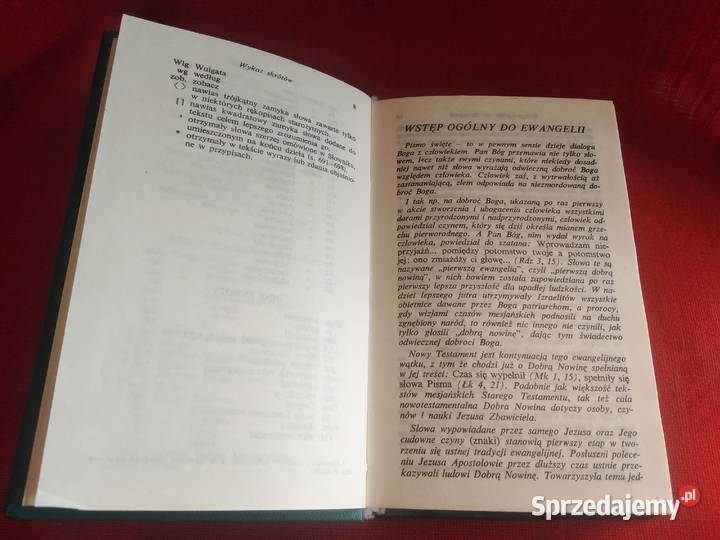 Wykaz skrótów
8
Wlg Wulgata
wg według
zob. zobacz
⟨ ⟩ nawias trójkątny zamyka słowa zawarte tylko
w niektórych rękopisach starożytnych.
[ ] nawias kwadratowy zamyka słowa dodane do
tekstu celem lepszego zrozumienia go.
* otrzymały słowa szerzej omówione w Słowniku,
umieszczonym na końcu dzieła (s. 691—698).
otrzymały w tekście wyrazy lub zdania objaśnio-
ne w przypisach.
WSTĘP OGÓLNY DO EWANGELII
Pismo święte — to w pewnym sensie dzieje dialogu
Boga z człowiekiem. Pan Bóg przemawia nie tylko słowem,
lecz także swymi czynami, które niekiedy dosad-
niej nawet niż słowa wyrażają odwieczną dobroć Boga
względem człowieka. Człowiek zaś, z wytrwałością aż
zastanawiającą, złem odpowiada na niezmordowaną do-
broć Boga.
I tak np. na dobroć Boga, ukazaną po raz pierwszy
w akcie stworzenia i ubogacenia człowieka wszystkimi
darami przyrodzonymi i nadprzyrodzonymi, człowiek od-
powiedział czynem, który się dziś określa mianem grze-
chu pierworodnego. A Pan Bóg, nim wydał wyrok na
człowieka, powiedział do szatana: Wprowadzam nie-
przyjaźń... pomiędzy potomstwo twoje a potomstwo
jej: ono zmiażdży ci głowę... (Rdz 3, 15). Słowa te są
nazywane „pierwszą ewangelią”, czyli „pierwszą dobrą
nowiną”, w nich bowiem została zapowiedziana po raz
pierwszy lepsza przyszłość dla upadłej ludzkości. W na-
dziei lepszego jutra utrzymywały Izraelitów wszystkie
obietnice dawane przez Boga patriarchom, a prorocy,
gdy wizjami czasów mesjańskich podnosili na duchu
zgnębiony naród, to również nic innego nie czynili, jak
tylko głosili „dobrą nowinę”, dając tym świadectwo
odwiecznej dobroci Boga.
Nowy Testament jest kontynuacją tego ewangelijnego
wątku, z tym że chodzi już o Dobrą Nowinę spełnianą
w jej treści: Czas się wypełnił (Mk 1, 15), spełniły się
słowa Pisma (Łk 4, 21). Podobnie jak większość tek-
stów mesjańskich Starego Testamentu, tak też cała
nowotestamentalna Dobra Nowina dotyczy osoby, czy-
nów i nauki Jezusa Zbawiciela.
Słowa wypowiadane przez samego Jezusa oraz Jego
cudowne czyny (znaki) stanowią pierwszy etap w two-
rzeniu się ustnej tradycji ewangelijnej. Posłuszni polece-
niu Jezusa Apostołowie przez dłuższy czas ustnie prze-
kazywali ludowi Dobrą Nowinę. Towarzyszyła temu jed-
Sprzedajemy.pl